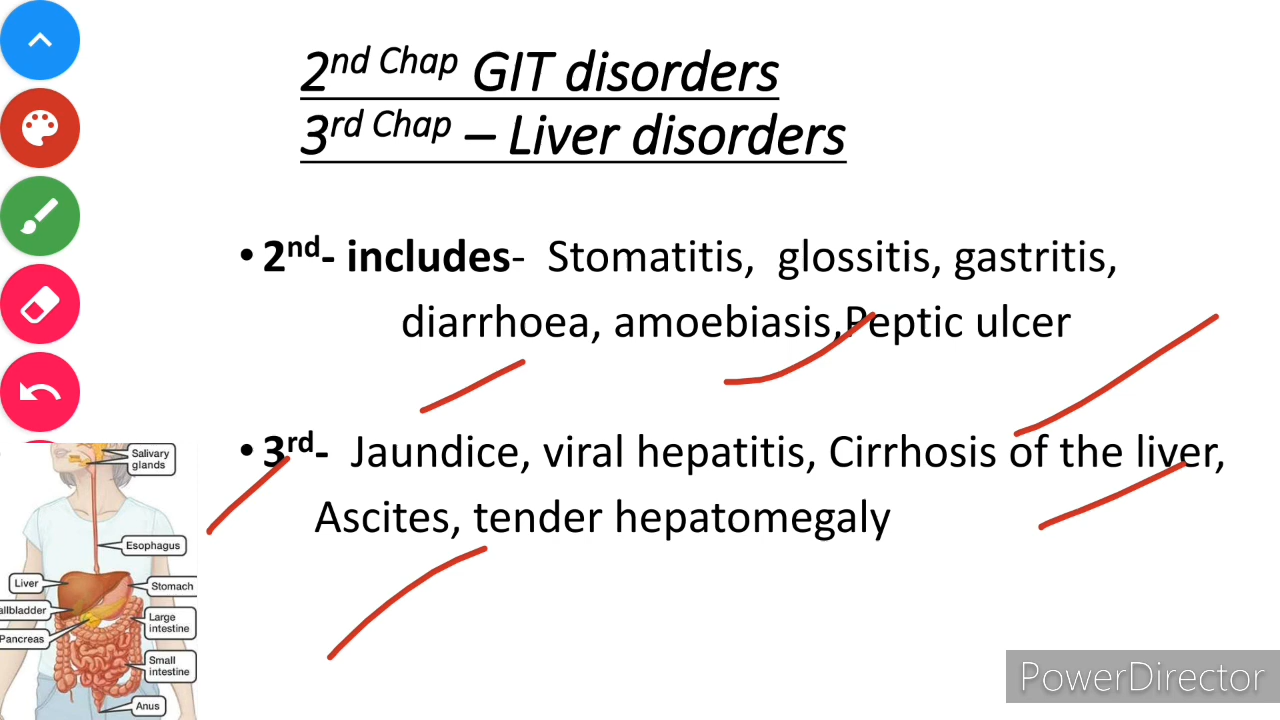 2nd Chap GIT disorders
3rd Chap – Liver disorders
• 2nd- includes- Stomatitis, glossitis, gastritis,
diarrhoea, amoebiasis,Peptic ulcer
• 3rd- Jaundice, viral hepatitis, Cirrhosis of the liver,
Ascites, tender hepatomegaly
Salivary
glands
Esophagus
Liver
Stomach
allbladder
Large
intestine
Pancreas
Small
intestine
Anus
PowerDirector